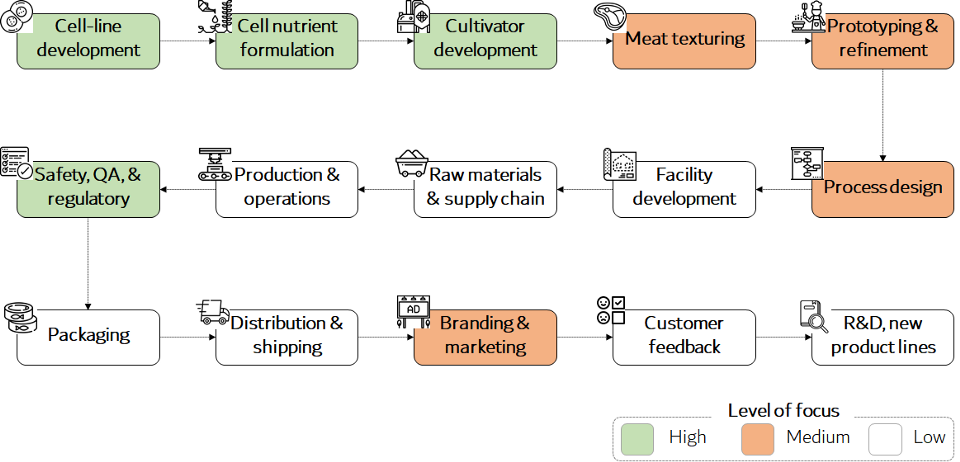 Cell-line
development
Cell nutrient
formulation
Cultivator
development
Meat texturing
Prototyping &
refinement
Safety, QA, &
regulatory
Production &
operations
Raw materials
& supply chain
Facility
development
Process design
Packaging
Distribution &
shipping
AD
Branding &
marketing
Customer
feedback
R&D, new
product lines
Level of focus
High
Medium
Low